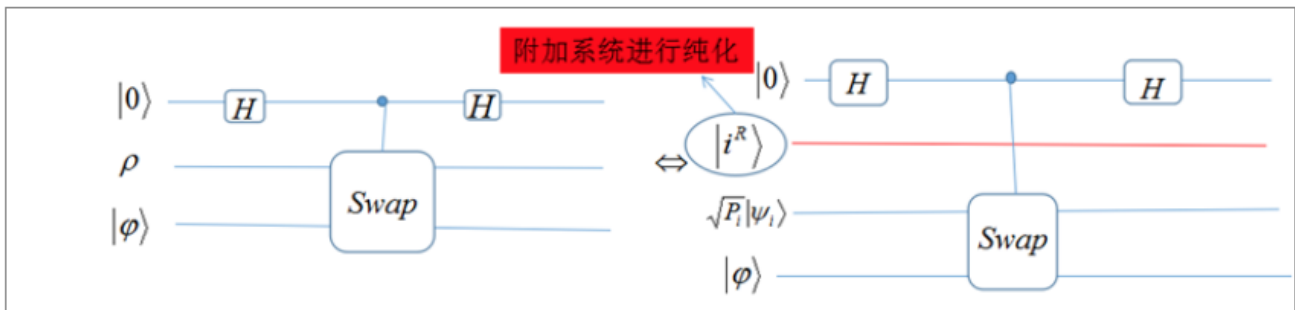 附加系统进行纯化
|0⟩ H H
ρ
Swap
|φ⟩
⇔
|0⟩ H H
|i^R⟩
√P_i|ψ_i⟩
Swap
|φ⟩